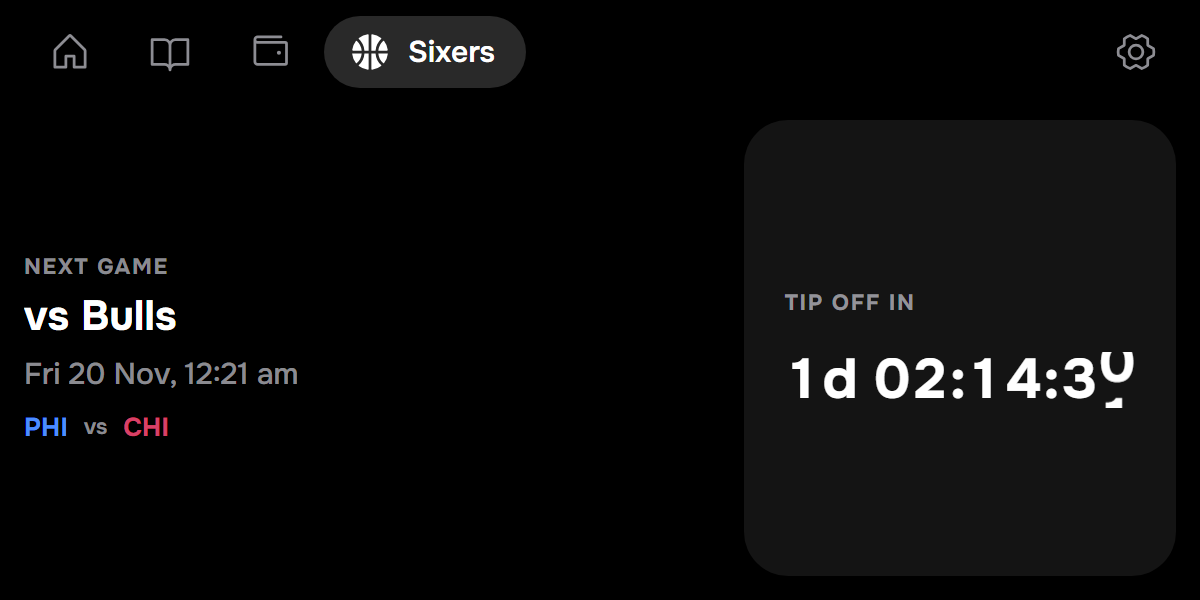 Sixers
NEXT GAME
vs Bulls
Fri 20 Nov, 12:21 am
PHI vs CHI
TIP OFF IN
1d 02:14:30